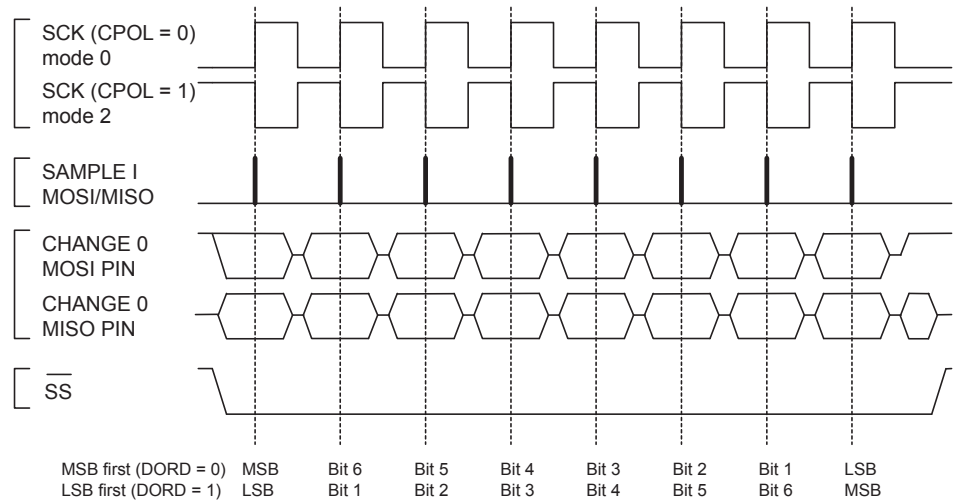 SCK (CPOL = 0)
mode 0
SCK (CPOL = 1)
mode 2
SAMPLE I
MOSI/MISO
CHANGE 0
MOSI PIN
CHANGE 0
MISO PIN
SS
MSB first (DORD = 0) MSB Bit 6 Bit 5 Bit 4 Bit 3 Bit 2 Bit 1 LSB
LSB first (DORD = 1) LSB Bit 1 Bit 2 Bit 3 Bit 4 Bit 5 Bit 6 MSB